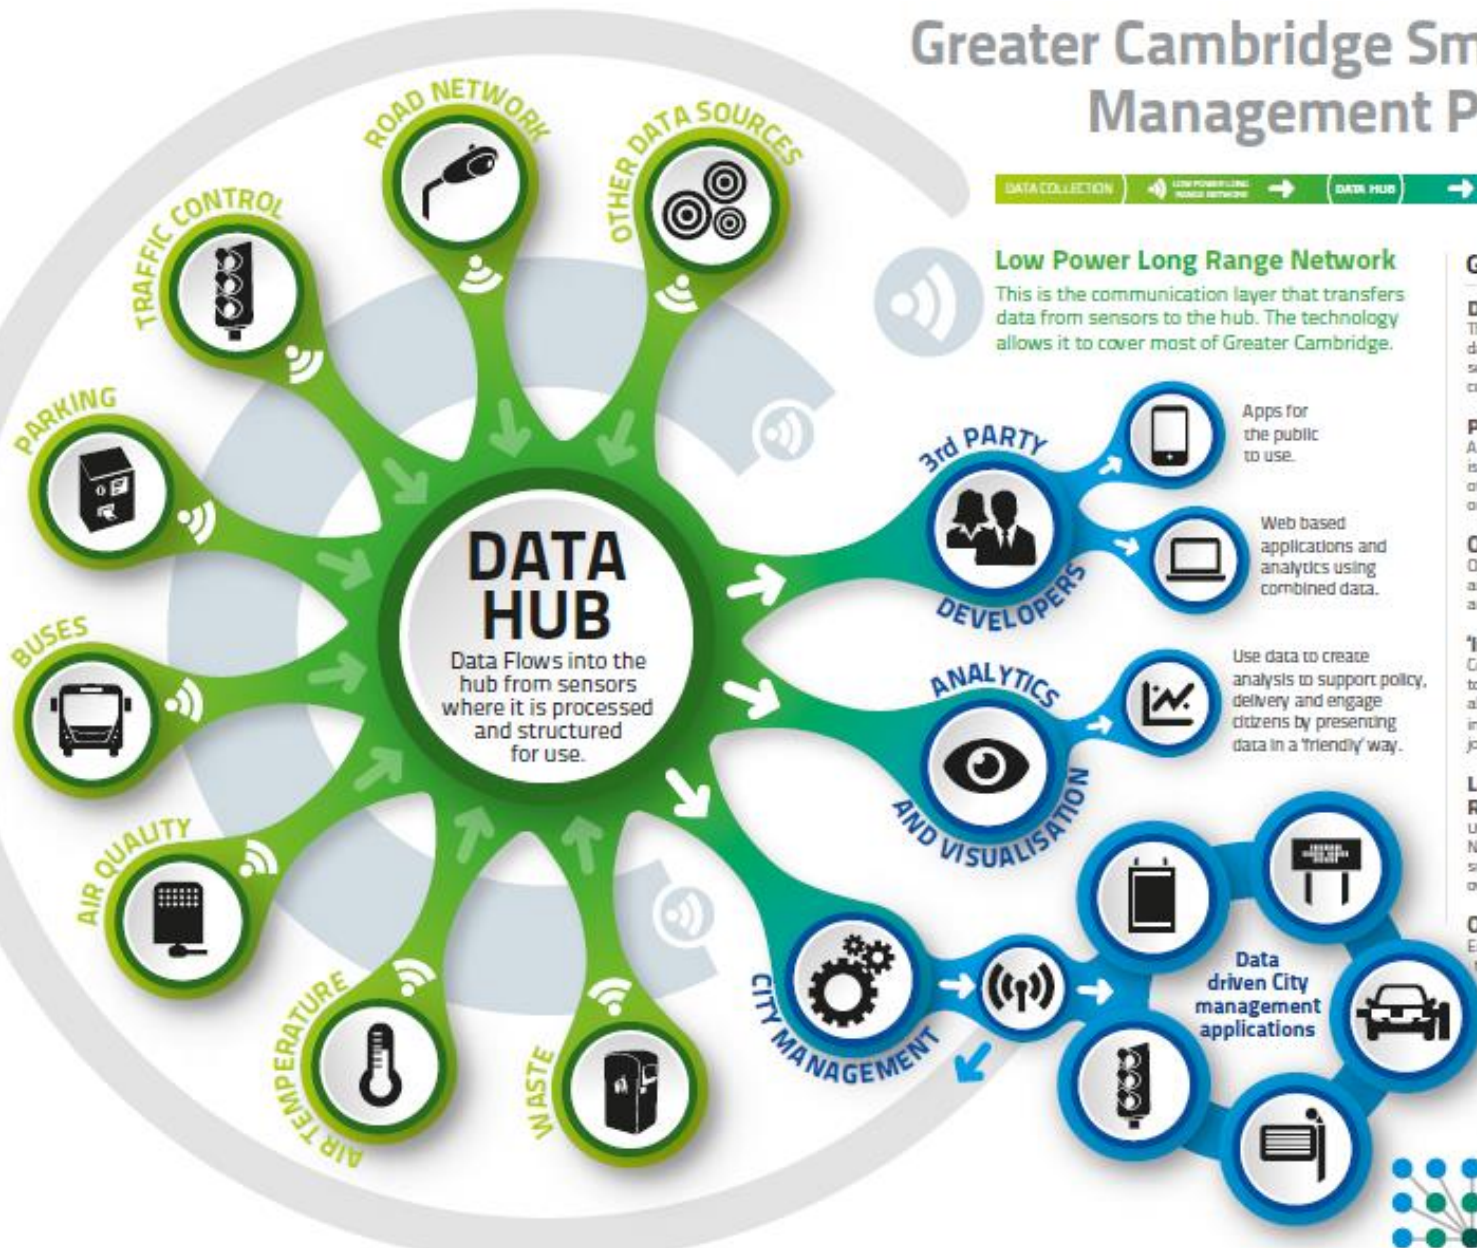 Greater Cambridge Sm
Management P
DATA COLLECTION
LOW POWER LONG
RANGE NETWORK
DATA HUB
Low Power Long Range Network
This is the communication layer that transfers
data from sensors to the hub. The technology
allows it to cover most of Greater Cambridge.
ROAD NETWORK
OTHER DATA SOURCES
TRAFFIC CONTROL
PARKING
BUSES
AIR QUALITY
AIR TEMPERATURE
WASTE
DATA
HUB
Data Flows into the
hub from sensors
where it is processed
and structured
for use.
3rd PARTY
DEVELOPERS
Apps for
the public
to use.
Web based
applications and
analytics using
combined data.
ANALYTICS
AND VISUALISATION
Use data to create
analysis to support policy,
delivery and engage
citizens by presenting
data in a 'friendly' way.
CITY MANAGEMENT
Data
driven City
management
applications